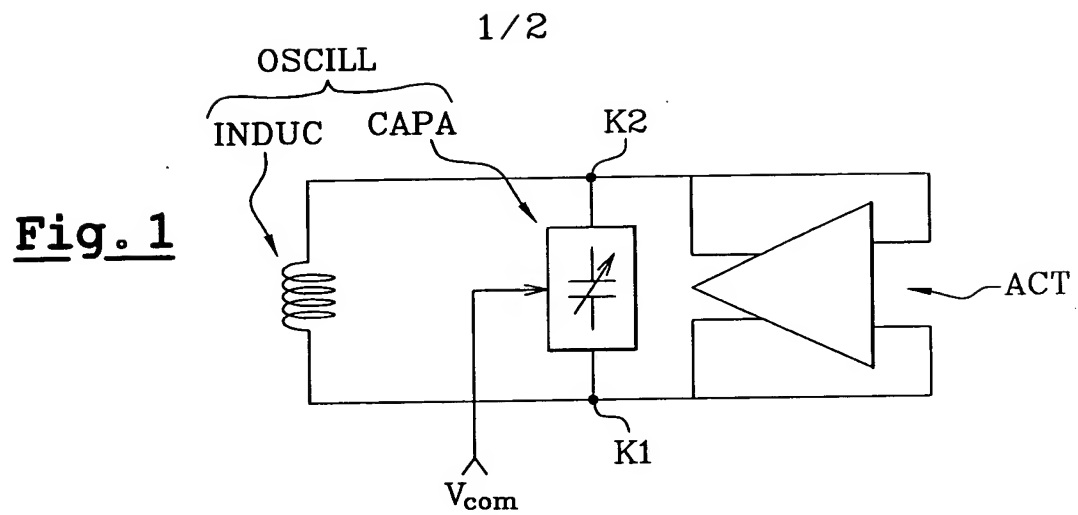 1/2
OSCILL
INDUC CAPA K2
Fig. 1
ACT
K1
Vcom